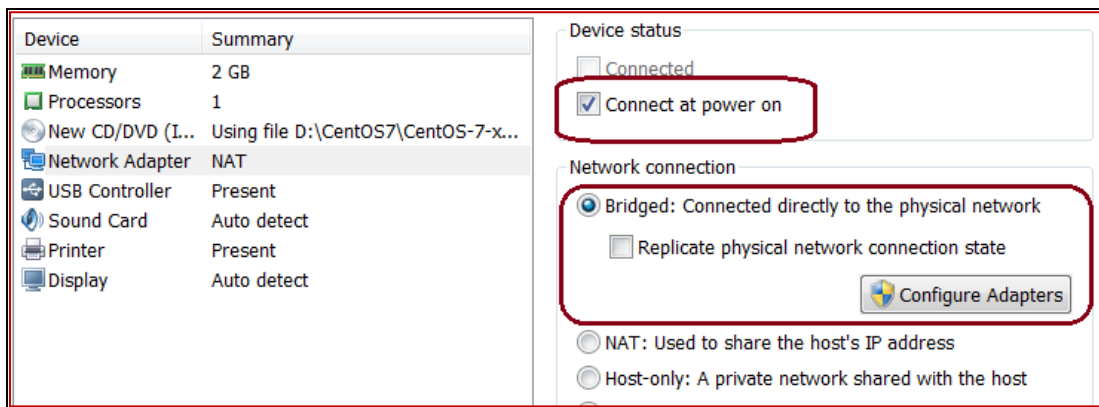 Device Summary
Memory 2 GB
Processors 1
New CD/DVD (I... Using file D:\CentOS7\CentOS-7-x...
Network Adapter NAT
USB Controller Present
Sound Card Auto detect
Printer Present
Display Auto detect
Device status
Connected
Connect at power on
Network connection
Bridged: Connected directly to the physical network
Replicate physical network connection state
Configure Adapters
NAT: Used to share the host's IP address
Host-only: A private network shared with the host